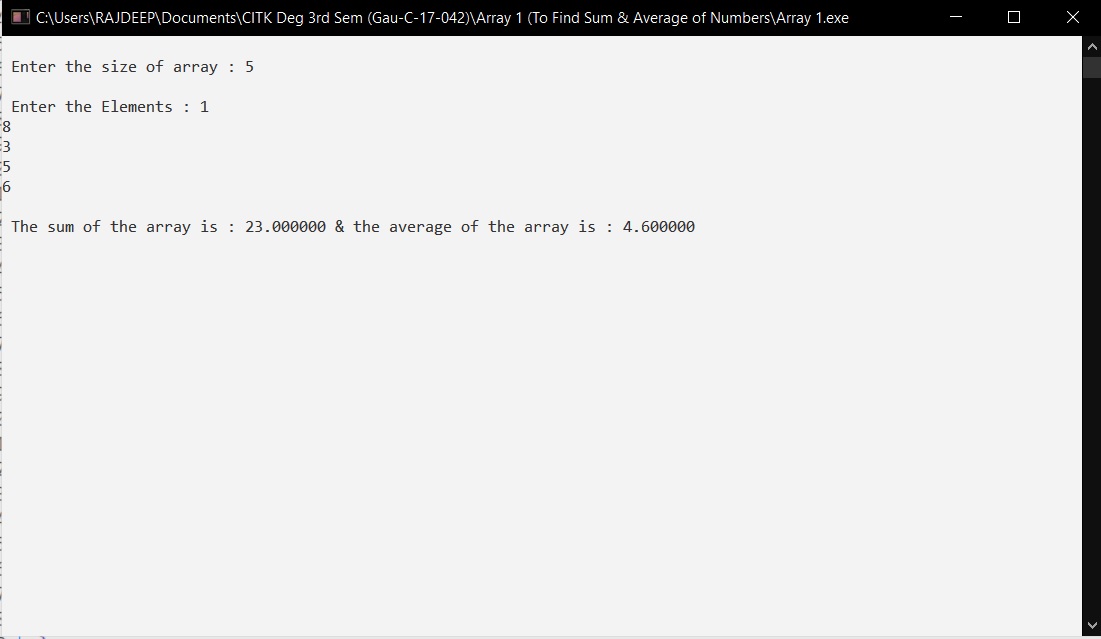 C:\Users\RAJDEEP\Documents\CITK Deg 3rd Sem (Gau-C-17-042)\Array 1 (To Find Sum & Average of Numbers\Array 1.exe
Enter the size of array : 5
Enter the Elements : 1
8
3
5
6
The sum of the array is : 23.000000 & the average of the array is : 4.600000